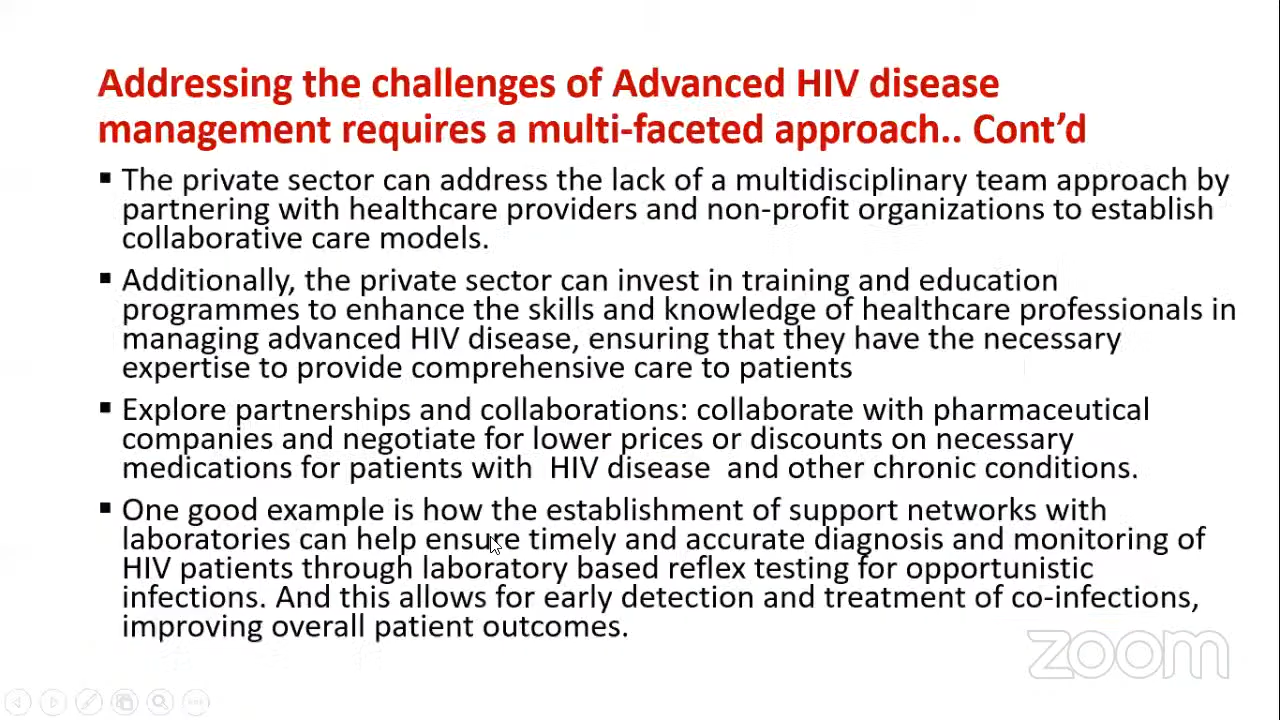 Addressing the challenges of Advanced HIV disease
management requires a multi-faceted approach.. Cont’d
▪ The private sector can address the lack of a multidisciplinary team approach by
partnering with healthcare providers and non-profit organizations to establish
collaborative care models.
▪ Additionally, the private sector can invest in training and education
programmes to enhance the skills and knowledge of healthcare professionals in
managing advanced HIV disease, ensuring that they have the necessary
expertise to provide comprehensive care to patients
▪ Explore partnerships and collaborations: collaborate with pharmaceutical
companies and negotiate for lower prices or discounts on necessary
medications for patients with  HIV disease  and other chronic conditions.
▪ One good example is how the establishment of support networks with
laboratories can help ensure timely and accurate diagnosis and monitoring of
HIV patients through laboratory based reflex testing for opportunistic
infections. And this allows for early detection and treatment of co-infections,
improving overall patient outcomes.
zoom